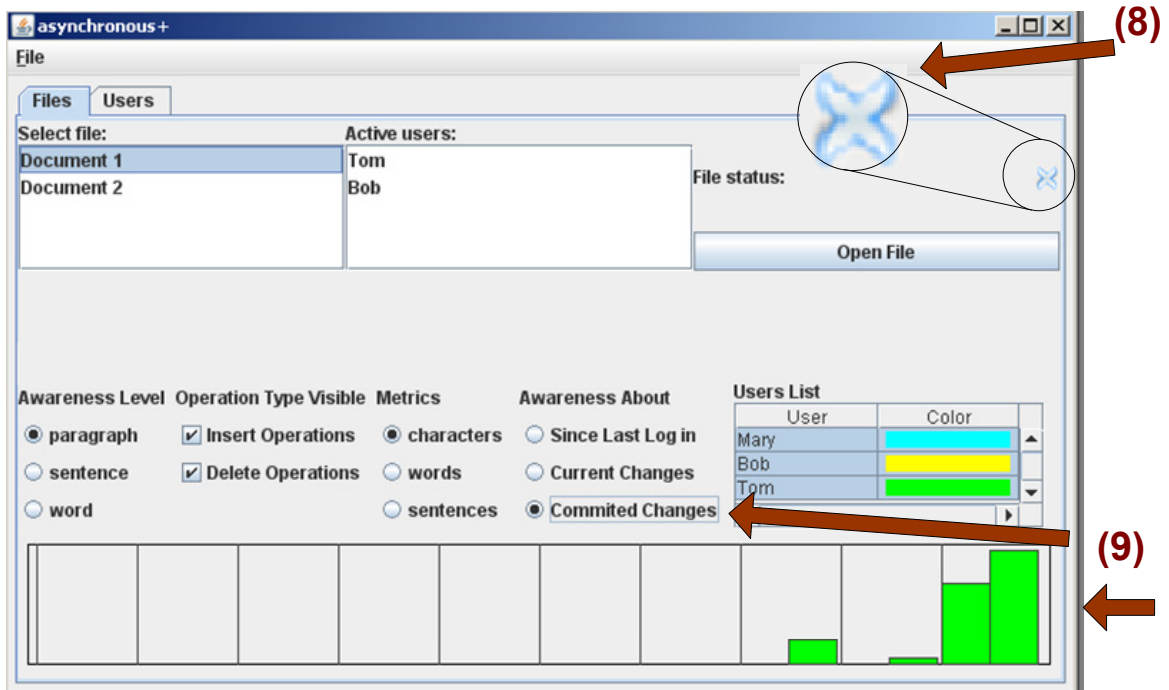 (8)
asynchronous+
File
Files Users
Select file: Active users:
Document 1 Tom
Document 2 Bob
File status:
Open File
Awareness Level Operation Type Visible Metrics Awareness About Users List
User Color
paragraph Insert Operations characters Since Last Log in Mary
sentence Delete Operations words Current Changes Bob
Tom
word sentences Commited Changes
(9)